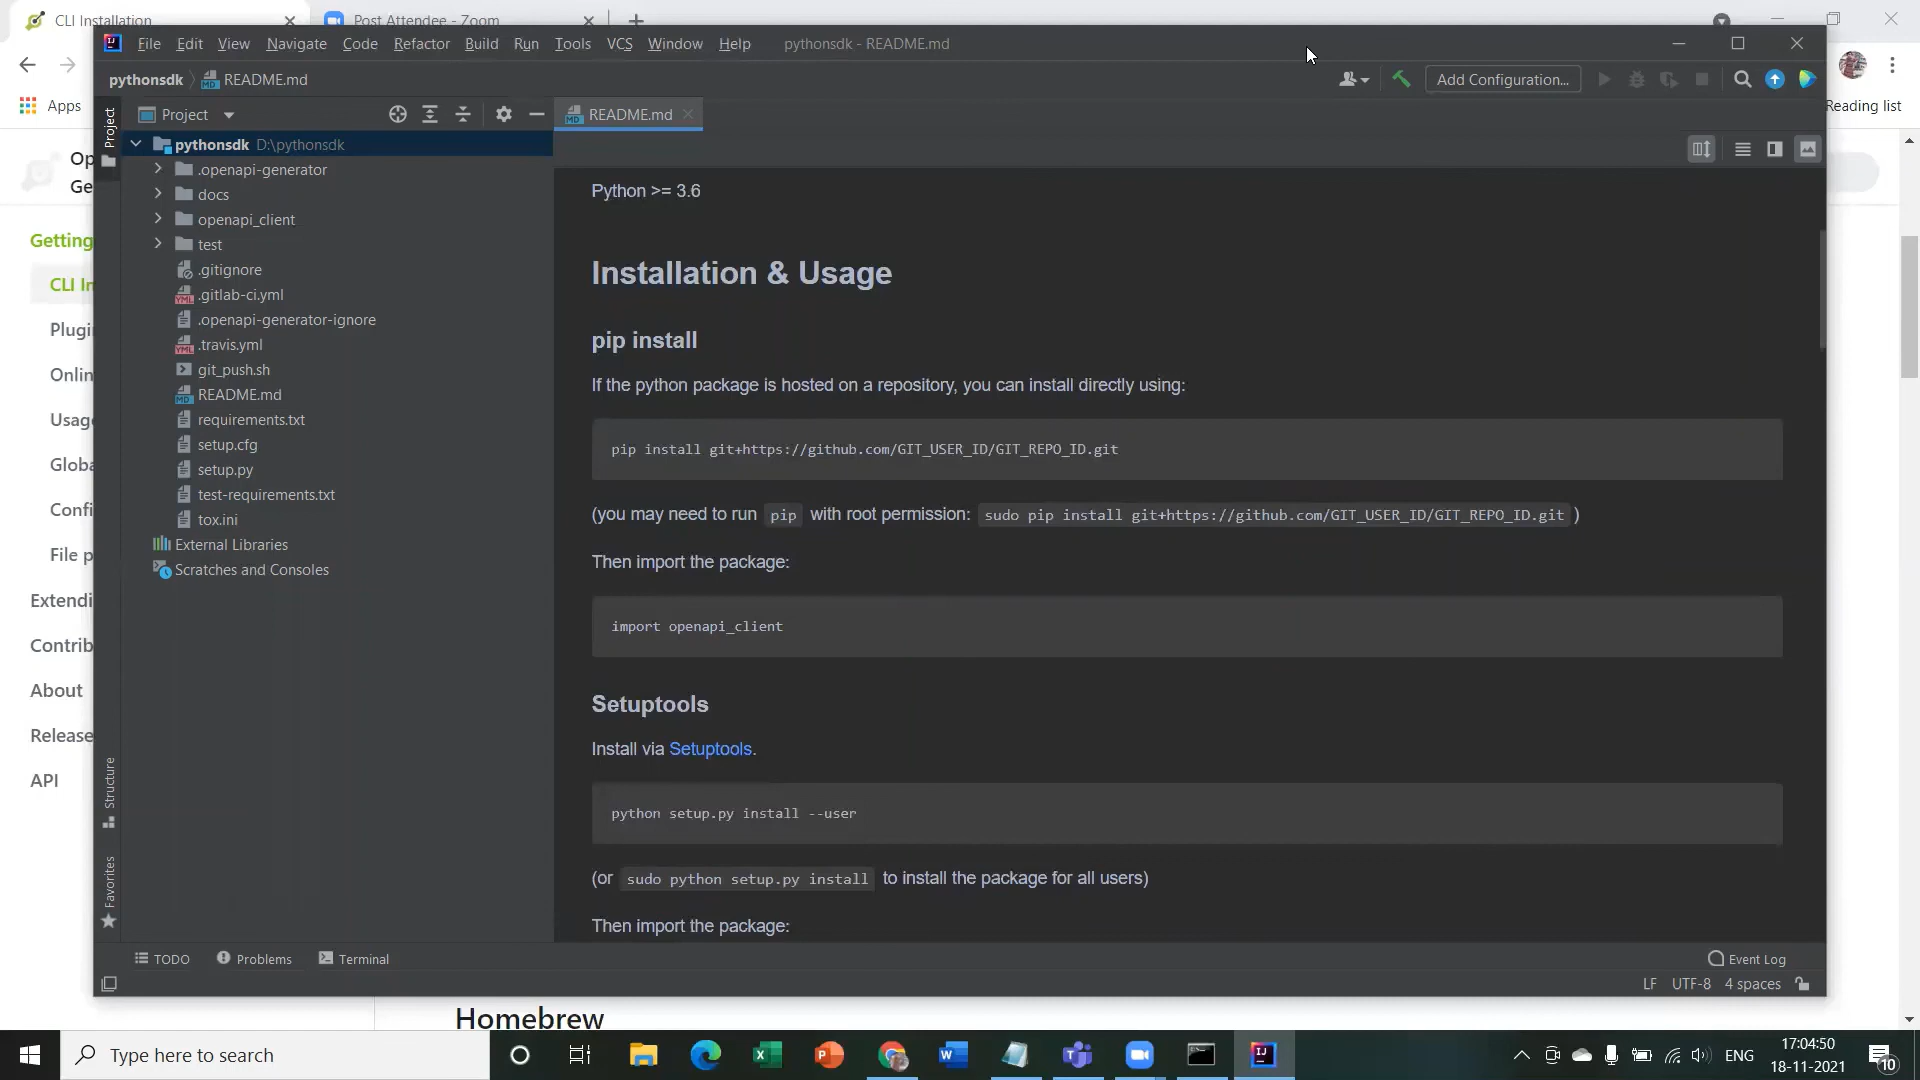 CLI Installation
Post Attendee - Zoom
File Edit View Navigate Code Refactor Build Run Tools VCS Window Help pythonsdk - README.md
pythonsdk README.md
Add Configuration...
Apps
Reading list
Project
Project
README.md
pythonsdk D:\pythonsdk
.openapi-generator
docs
openapi_client
test
.gitignore
.gitlab-ci.yml
.openapi-generator-ignore
.travis.yml
git_push.sh
README.md
requirements.txt
setup.cfg
setup.py
test-requirements.txt
tox.ini
External Libraries
Scratches and Consoles
Op
Ge
Getting
CLI In
Plugi
Onlin
Usag
Globa
Confi
File p
Extendi
Contrib
About
Release
API
Structure
Favorites
Python >= 3.6
Installation & Usage
pip install
If the python package is hosted on a repository, you can install directly using:
pip install git+https://github.com/GIT_USER_ID/GIT_REPO_ID.git
(you may need to run pip with root permission: sudo pip install git+https://github.com/GIT_USER_ID/GIT_REPO_ID.git )
Then import the package:
import openapi_client
Setuptools
Install via Setuptools.
python setup.py install --user
(or sudo python setup.py install to install the package for all users)
Then import the package:
TODO Problems Terminal Event Log
LF UTF-8 4 spaces
Homebrew
Type here to search
ENG
17:04:50
18-11-2021
10